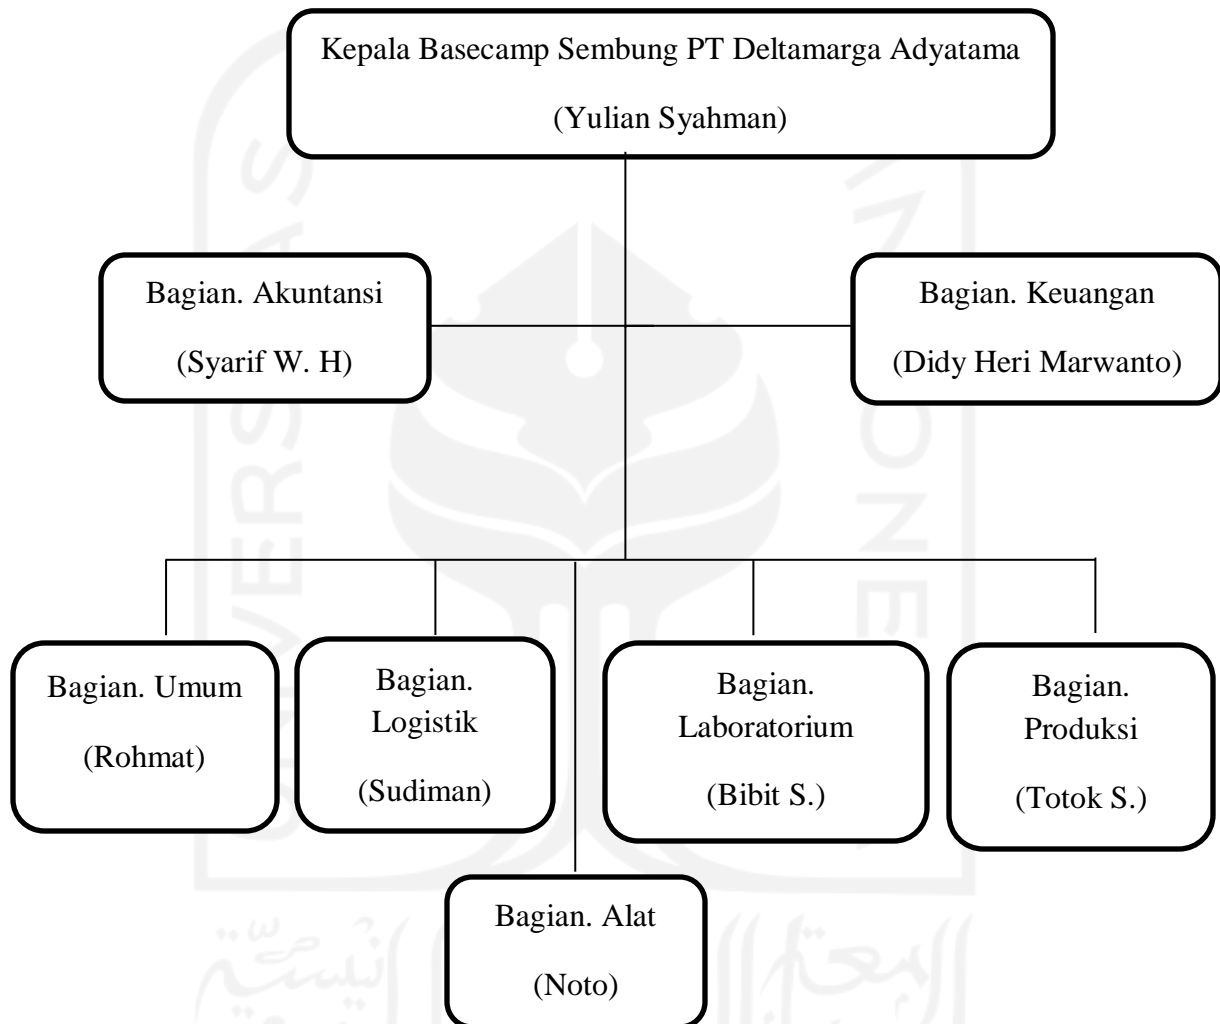 Kepala Basecamp Sembung PT Deltamarga Adyatama
(Yulian Syahman)
Bagian. Akuntansi
(Syarif W. H)
Bagian. Keuangan
(Didy Heri Marwanto)
Bagian. Umum
(Rohmat)
Bagian.
Logistik
(Sudiman)
Bagian.
Laboratorium
(Bibit S.)
Bagian.
Produksi
(Totok S.)
Bagian. Alat
(Noto)